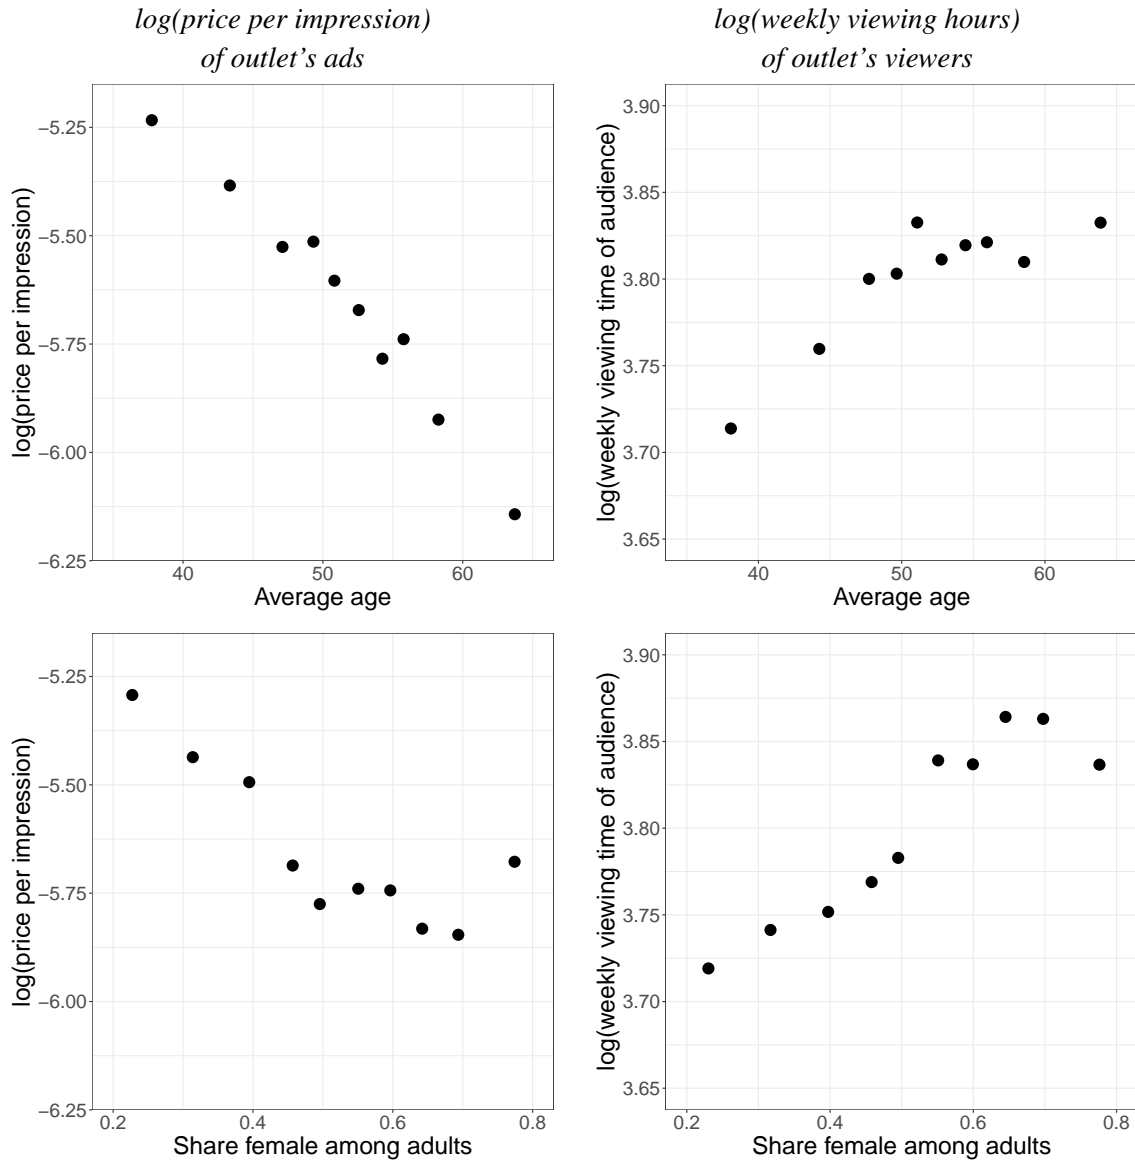 log(price per impression)
of outlet's ads
log(weekly viewing hours)
of outlet's viewers
log(price per impression)
−5.25
−5.50
−5.75
−6.00
−6.25
40 50 60
Average age
log(weekly viewing time of audience)
3.90
3.85
3.80
3.75
3.70
3.65
40 50 60
Average age
log(price per impression)
−5.25
−5.50
−5.75
−6.00
−6.25
0.2 0.4 0.6 0.8
Share female among adults
log(weekly viewing time of audience)
3.90
3.85
3.80
3.75
3.70
3.65
0.2 0.4 0.6 0.8
Share female among adults